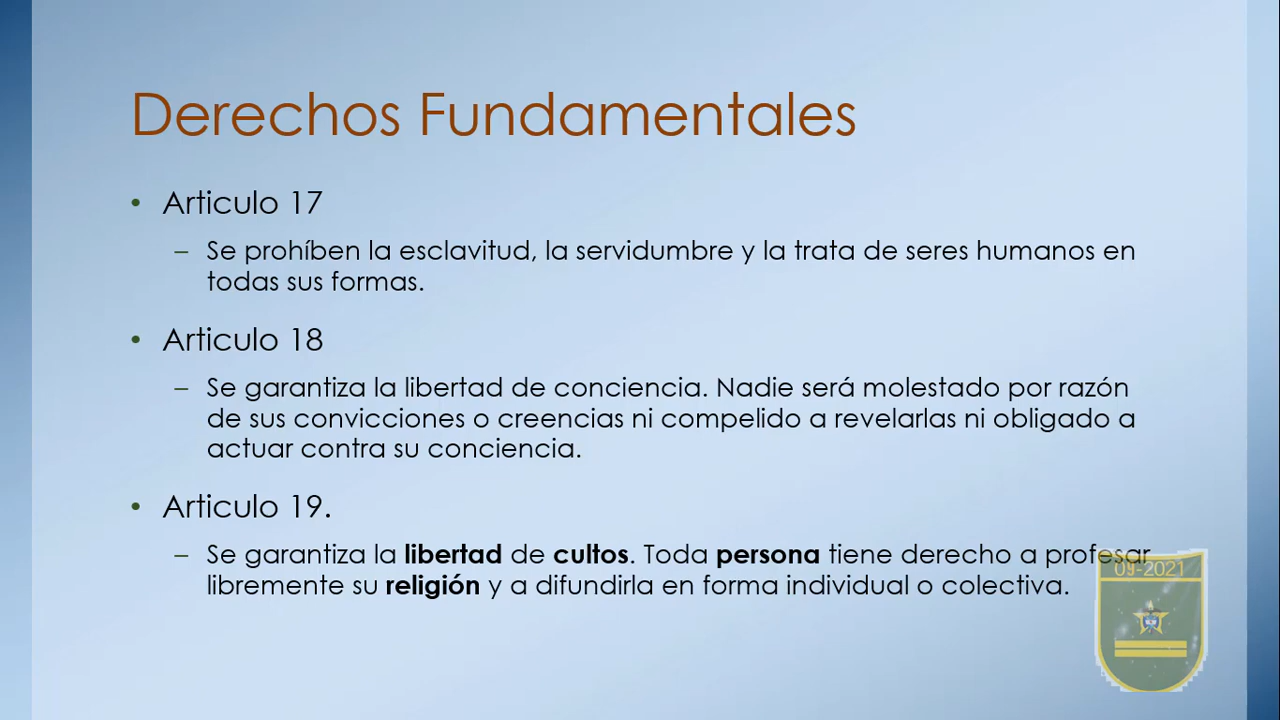 Derechos Fundamentales
• Articulo 17
– Se prohíben la esclavitud, la servidumbre y la trata de seres humanos en
todas sus formas.
• Articulo 18
– Se garantiza la libertad de conciencia. Nadie será molestado por razón
de sus convicciones o creencias ni compelido a revelarlas ni obligado a
actuar contra su conciencia.
• Articulo 19.
– Se garantiza la libertad de cultos. Toda persona tiene derecho a profesar
libremente su religión y a difundirla en forma individual o colectiva.
09-2021